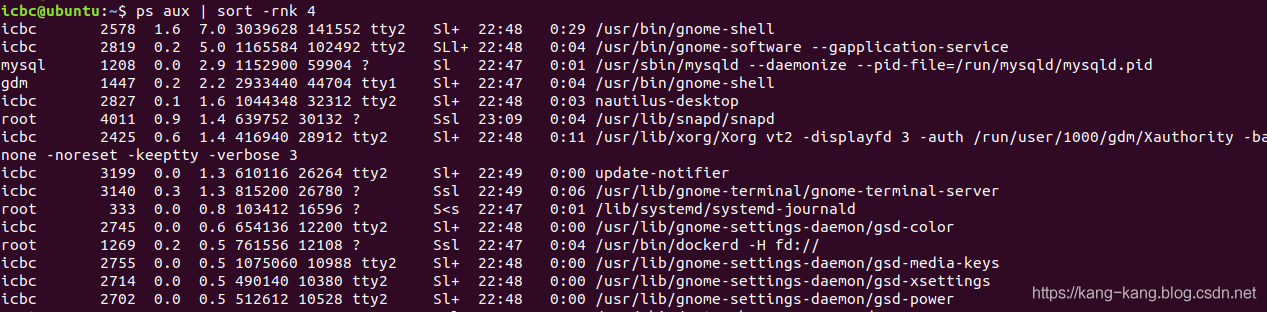 icbc@ubuntu:~$ ps aux | sort -rnk 4
icbc       2578  1.6  7.0 3039628 141552 tty2   Sl+  22:48   0:29 /usr/bin/gnome-shell
icbc       2819  0.2  5.0 1165584 102492 tty2   SLl+ 22:48   0:04 /usr/bin/gnome-software --gapplication-service
mysql      1208  0.0  2.9 1152900 59904 ?       Sl   22:47   0:01 /usr/sbin/mysqld --daemonize --pid-file=/run/mysqld/mysqld.pid
gdm        1447  0.2  2.2 2933440 44704 tty1    Sl+  22:47   0:04 /usr/bin/gnome-shell
icbc       2827  0.1  1.6 1044348 32312 tty2    Sl+  22:48   0:03 nautilus-desktop
root       4011  0.9  1.4 639752 30132 ?        Ssl  23:09   0:04 /usr/lib/snapd/snapd
icbc       2425  0.6  1.4 416940 28912 tty2     Sl+  22:48   0:11 /usr/lib/xorg/Xorg vt2 -displayfd 3 -auth /run/user/1000/gdm/Xauthority -ba
none -noreset -keeptty -verbose 3
icbc       3199  0.0  1.3 610116 26264 tty2     Sl+  22:49   0:00 update-notifier
icbc       3140  0.3  1.3 815200 26780 ?        Ssl  22:49   0:06 /usr/lib/gnome-terminal/gnome-terminal-server
root        333  0.0  0.8 103412 16596 ?        S<s  22:47   0:01 /lib/systemd/systemd-journald
icbc       2745  0.0  0.6 654136 12200 tty2     Sl+  22:48   0:00 /usr/lib/gnome-settings-daemon/gsd-color
root       1269  0.2  0.5 761556 12108 ?        Ssl  22:47   0:04 /usr/bin/dockerd -H fd://
icbc       2755  0.0  0.5 1075060 10988 tty2    Sl+  22:48   0:00 /usr/lib/gnome-settings-daemon/gsd-media-keys
icbc       2714  0.0  0.5 490140 10380 tty2     Sl+  22:48   0:00 /usr/lib/gnome-settings-daemon/gsd-xsettings
icbc       2702  0.0  0.5 512612 10528 tty2     Sl+  22:48   0:00 /usr/lib/gnome-settings-daemon/gsd-power
https://kang-kang.blog.csdn.net